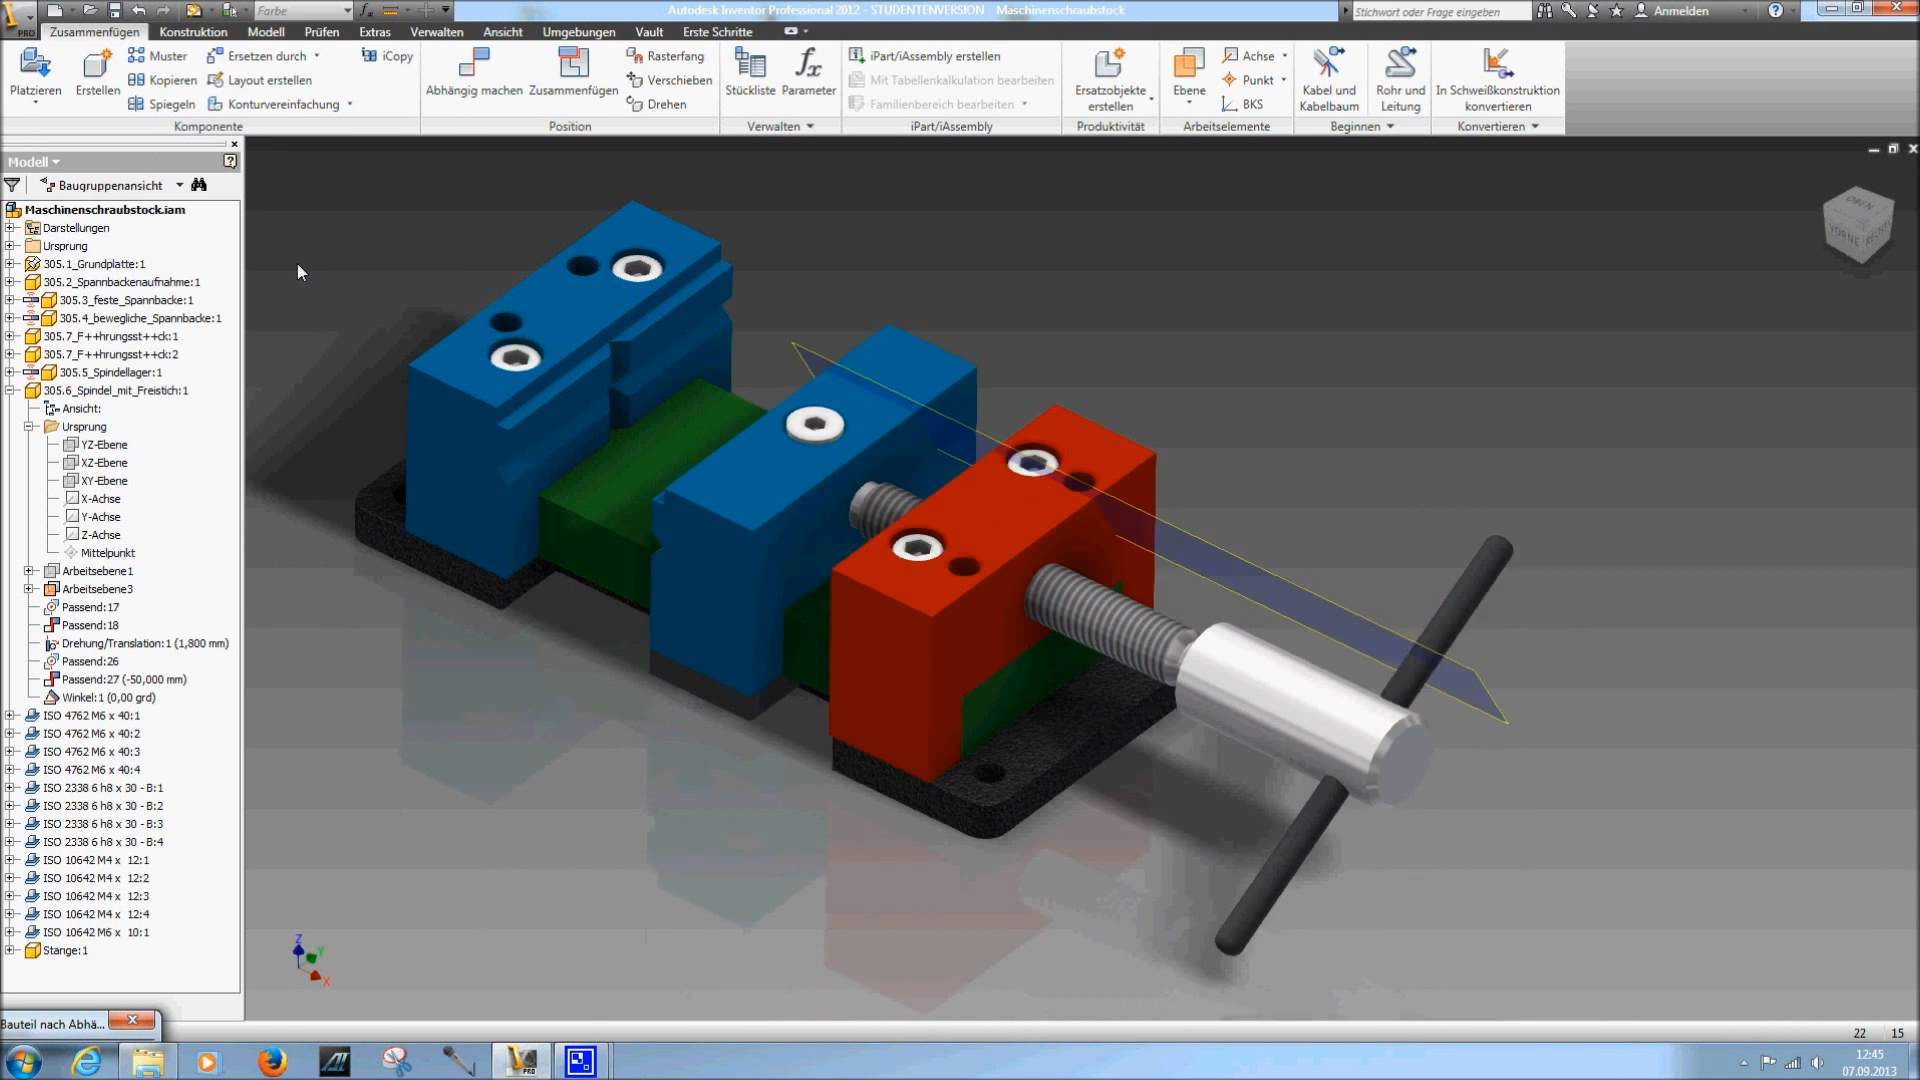 Farbe
Autodesk Inventor Professional 2012 - STUDENTENVERSION    Maschinenschraubstock
Stichwort oder Frage eingeben
Anmelden
PRO
Zusammenfügen Konstruktion Modell Prüfen Extras Verwalten Ansicht Umgebungen Vault Erste Schritte
Platzieren
Erstellen
Muster
Kopieren
Spiegeln
Ersetzen durch
Layout erstellen
Konturvereinfachung
iCopy
Komponente
Abhängig machen
Zusammenfügen
Rasterfang
Verschieben
Drehen
Position
Stückliste
Parameter
Verwalten
iPart/iAssembly erstellen
Mit Tabellenkalkulation bearbeiten
Familienbereich bearbeiten
iPart/iAssembly
Ersatzobjekte
erstellen
Produktivität
Ebene
Achse
Punkt
BKS
Arbeitselemente
Kabel und
Kabelbaum
Rohr und
Leitung
Beginnen
In Schweißkonstruktion
konvertieren
Konvertieren
Modell
Baugruppenansicht
Maschinenschraubstock.iam
Darstellungen
Ursprung
305.1_Grundplatte:1
305.2_Spannbackenaufnahme:1
305.3_feste_Spannbacke:1
305.4_bewegliche_Spannbacke:1
305.7_F++hrungsst++ck:1
305.7_F++hrungsst++ck:2
305.5_Spindellager:1
305.6_Spindel_mit_Freistich:1
Ansicht:
Ursprung
YZ-Ebene
XZ-Ebene
XY-Ebene
X-Achse
Y-Achse
Z-Achse
Mittelpunkt
Arbeitsebene1
Arbeitsebene3
Passend:17
Passend:18
Drehung/Translation:1 (1,800 mm)
Passend:26
Passend:27 (-50,000 mm)
Winkel:1 (0,00 grd)
ISO 4762 M6 x 40:1
ISO 4762 M6 x 40:2
ISO 4762 M6 x 40:3
ISO 4762 M6 x 40:4
ISO 2338 6 h8 x 30 - B:1
ISO 2338 6 h8 x 30 - B:2
ISO 2338 6 h8 x 30 - B:3
ISO 2338 6 h8 x 30 - B:4
ISO 10642 M4 x 12:1
ISO 10642 M4 x 12:2
ISO 10642 M4 x 12:3
ISO 10642 M4 x 12:4
ISO 10642 M6 x 10:1
Stange:1
OBEN
VORNE
RECHTS
Z
Y
X
Bauteil nach Abhä...
22 15
PRO
12:45
07.09.2013